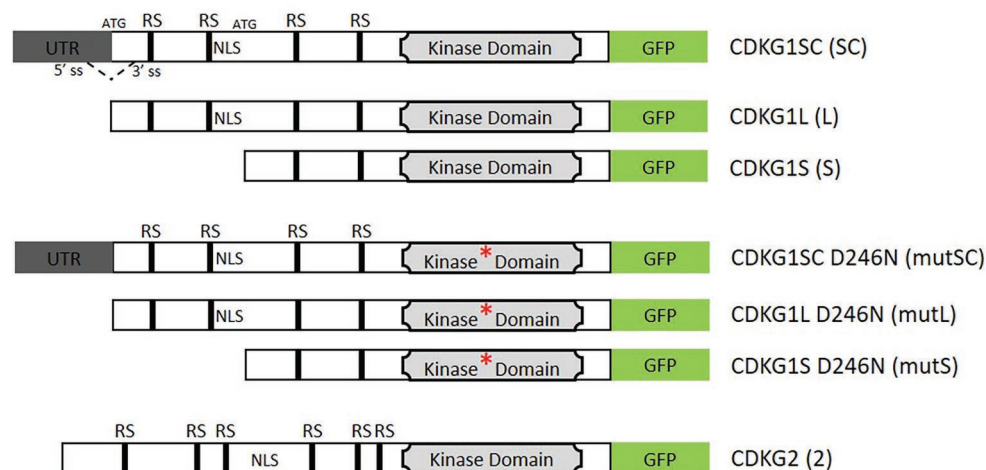 ATG RS RS ATG RS RS
UTR NLS Kinase Domain GFP CDKG1SC (SC)
5' ss 3' ss
NLS Kinase Domain GFP CDKG1L (L)
Kinase Domain GFP CDKG1S (S)
RS RS RS RS
UTR NLS Kinase * Domain GFP CDKG1SC D246N (mutSC)
NLS Kinase * Domain GFP CDKG1L D246N (mutL)
Kinase * Domain GFP CDKG1S D246N (mutS)
RS RS RS RS RS RS
NLS Kinase Domain GFP CDKG2 (2)